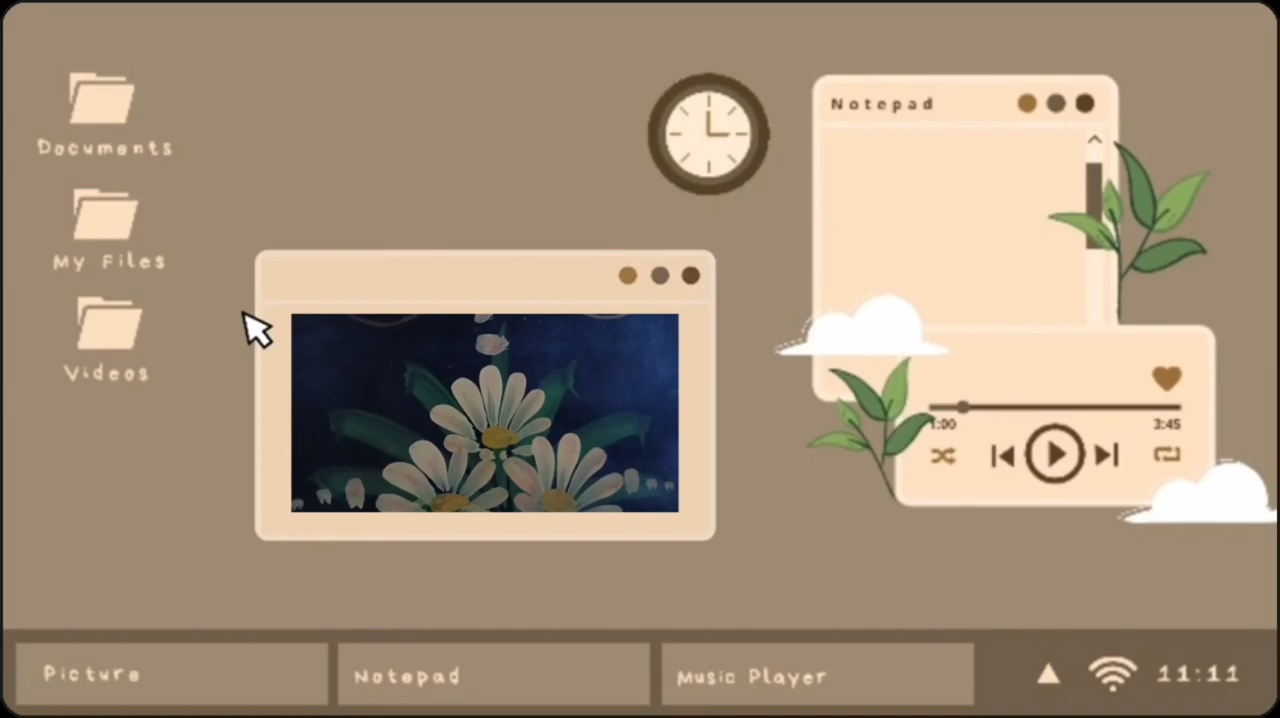 Documents
My Files
Videos
Notepad
1:00
3:45
Picture
Notepad
Music Player
11:11